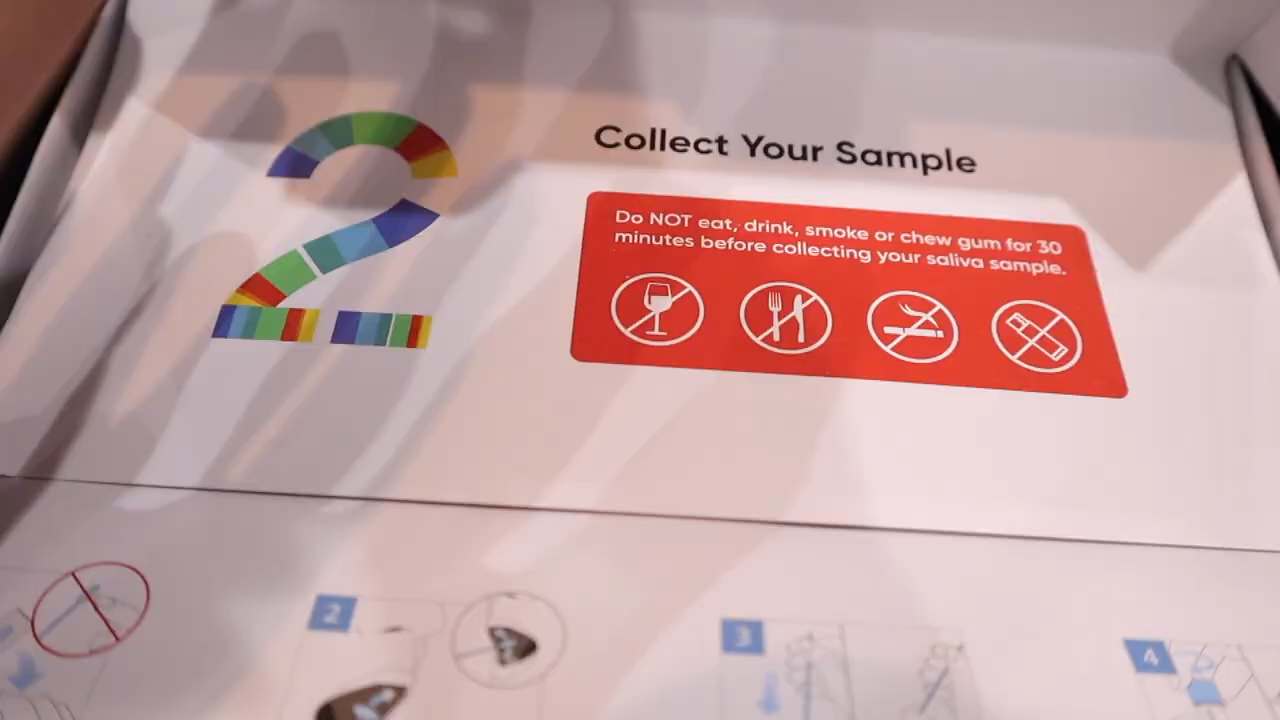 2
Collect Your Sample
Do NOT eat, drink, smoke or chew gum for 30
minutes before collecting your saliva sample.
2
3
4